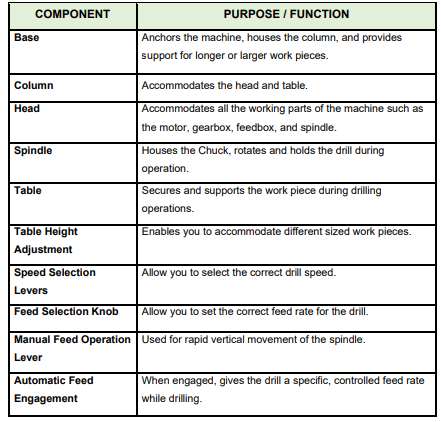 COMPONENT PURPOSE / FUNCTION
Base Anchors the machine, houses the column, and provides
support for longer or larger work pieces.
Column Accommodates the head and table.
Head Accommodates all the working parts of the machine such as
the motor, gearbox, feedbox, and spindle.
Spindle Houses the Chuck, rotates and holds the drill during
operation.
Table Secures and supports the work piece during drilling
operations.
Table Height Enables you to accommodate different sized work pieces.
Adjustment
Speed Selection Allow you to select the correct drill speed.
Levers
Feed Selection Knob Allow you to set the correct feed rate for the drill.
Manual Feed Operation Used for rapid vertical movement of the spindle.
Lever
Automatic Feed When engaged, gives the drill a specific, controlled feed rate
Engagement while drilling.